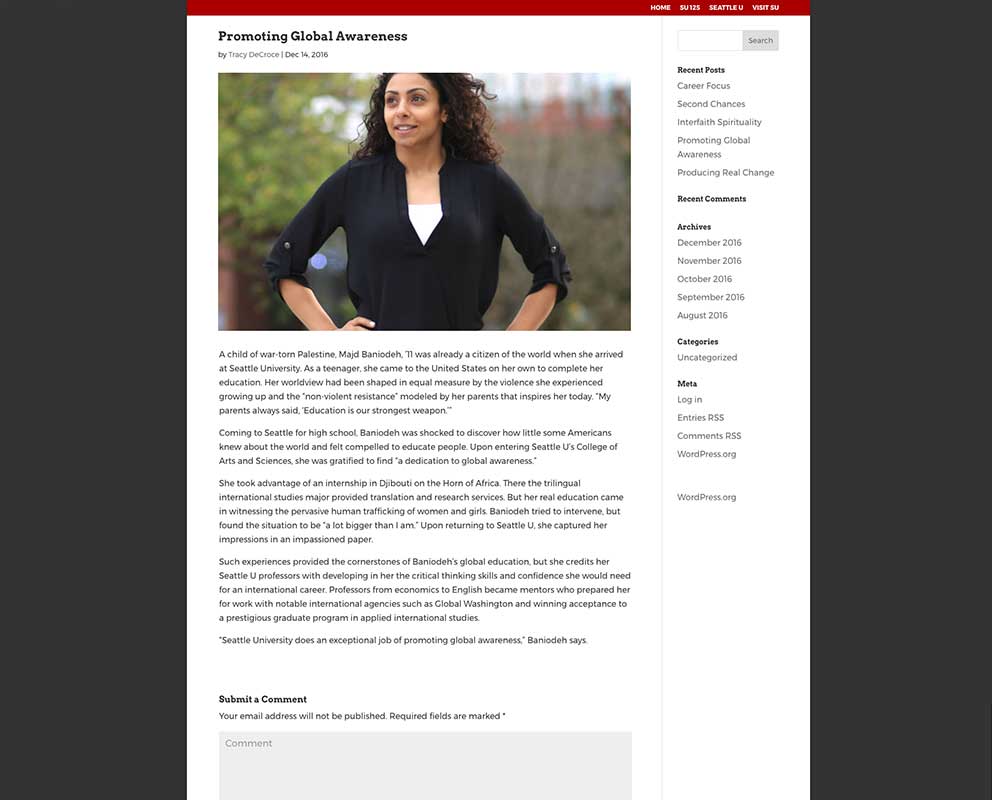 HOME SU125 SEATTLE U VISIT SU
Promoting Global Awareness
by Tracy DeCroce | Dec 14, 2016
A child of war-torn Palestine, Majd Baniodeh, ’11 was already a citizen of the world when she arrived
at Seattle University. As a teenager, she came to the United States on her own to complete her
education. Her worldview had been shaped in equal measure by the violence she experienced
growing up and the “non-violent resistance” modeled by her parents that inspires her today. “My
parents always said, ‘Education is our strongest weapon.’”
Coming to Seattle for high school, Baniodeh was shocked to discover how little some Americans
knew about the world and felt compelled to educate people. Upon entering Seattle U’s College of
Arts and Sciences, she was gratified to find “a dedication to global awareness.”
She took advantage of an internship in Djibouti on the Horn of Africa. There the trilingual
international studies major provided translation and research services. But her real education came
in witnessing the pervasive human trafficking of women and girls. Baniodeh tried to intervene, but
found the situation to be “a lot bigger than I am.” Upon returning to Seattle U, she captured her
impressions in an impassioned paper.
Such experiences provided the cornerstones of Baniodeh’s global education, but she credits her
Seattle U professors with developing in her the critical thinking skills and confidence she would need
for an international career. Professors from economics to English became mentors who prepared her
for work with notable international agencies such as Global Washington and winning acceptance to
a prestigious graduate program in applied international studies.
“Seattle University does an exceptional job of promoting global awareness,” Baniodeh says.
Submit a Comment
Your email address will not be published. Required fields are marked *
Comment
Search
Recent Posts
Career Focus
Second Chances
Interfaith Spirituality
Promoting Global
Awareness
Producing Real Change
Recent Comments
Archives
December 2016
November 2016
October 2016
September 2016
August 2016
Categories
Uncategorized
Meta
Log in
Entries RSS
Comments RSS
WordPress.org
WordPress.org